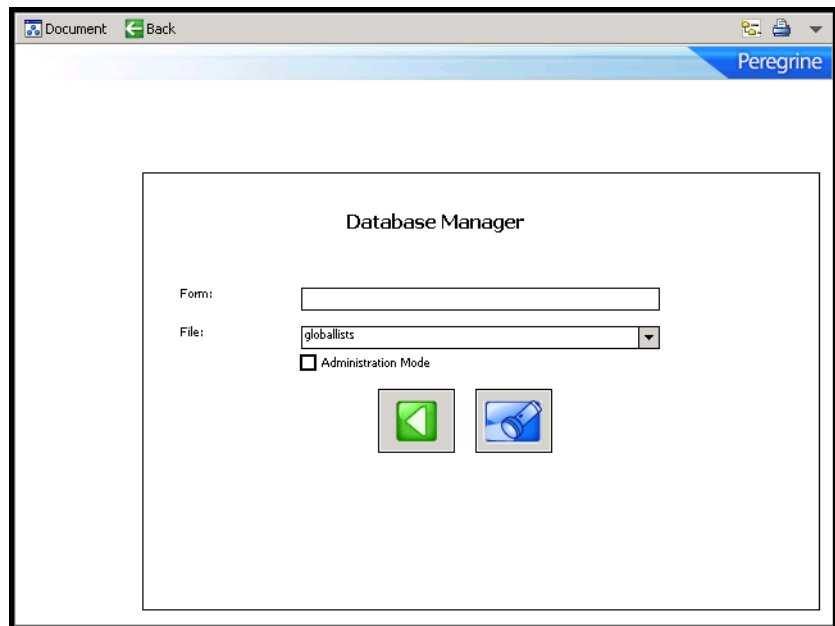 Document Back
Peregrine
Database Manager
Form:
File: globallists
Administration Mode